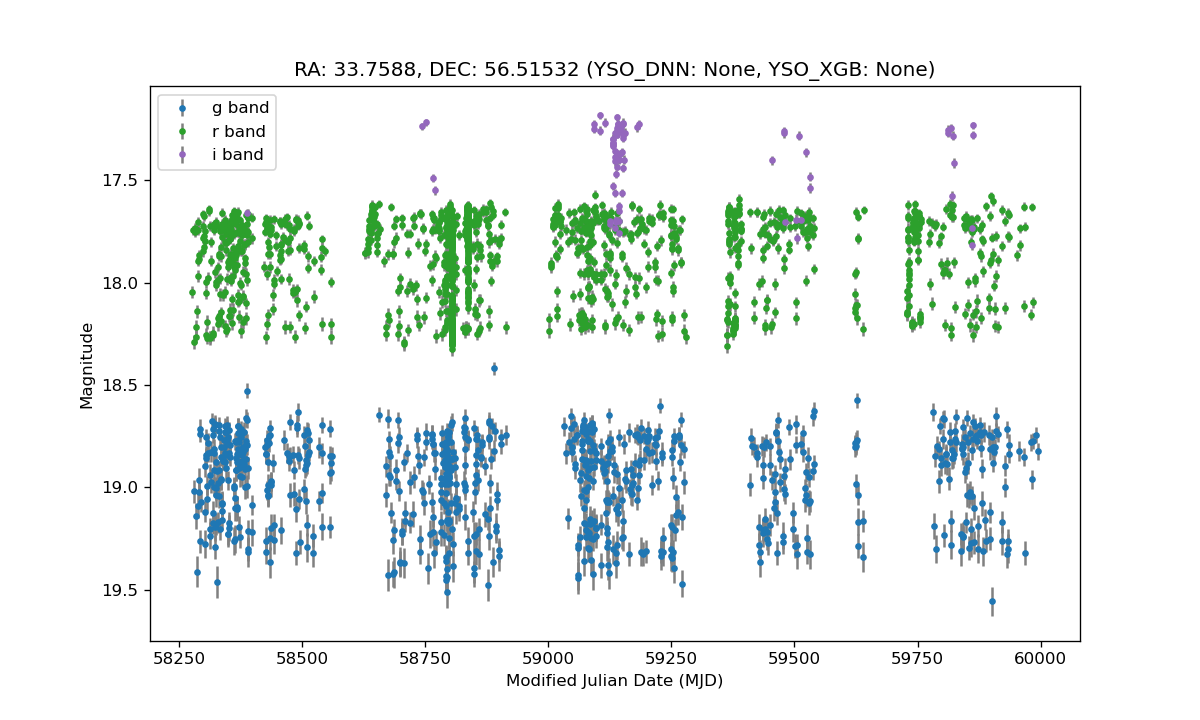 RA: 33.7588, DEC: 56.51532 (YSO_DNN: None, YSO_XGB: None)
g band
r band
i band
17.5
18.0
18.5
19.0
19.5
Magnitude
58250 58500 58750 59000 59250 59500 59750 60000
Modified Julian Date (MJD)